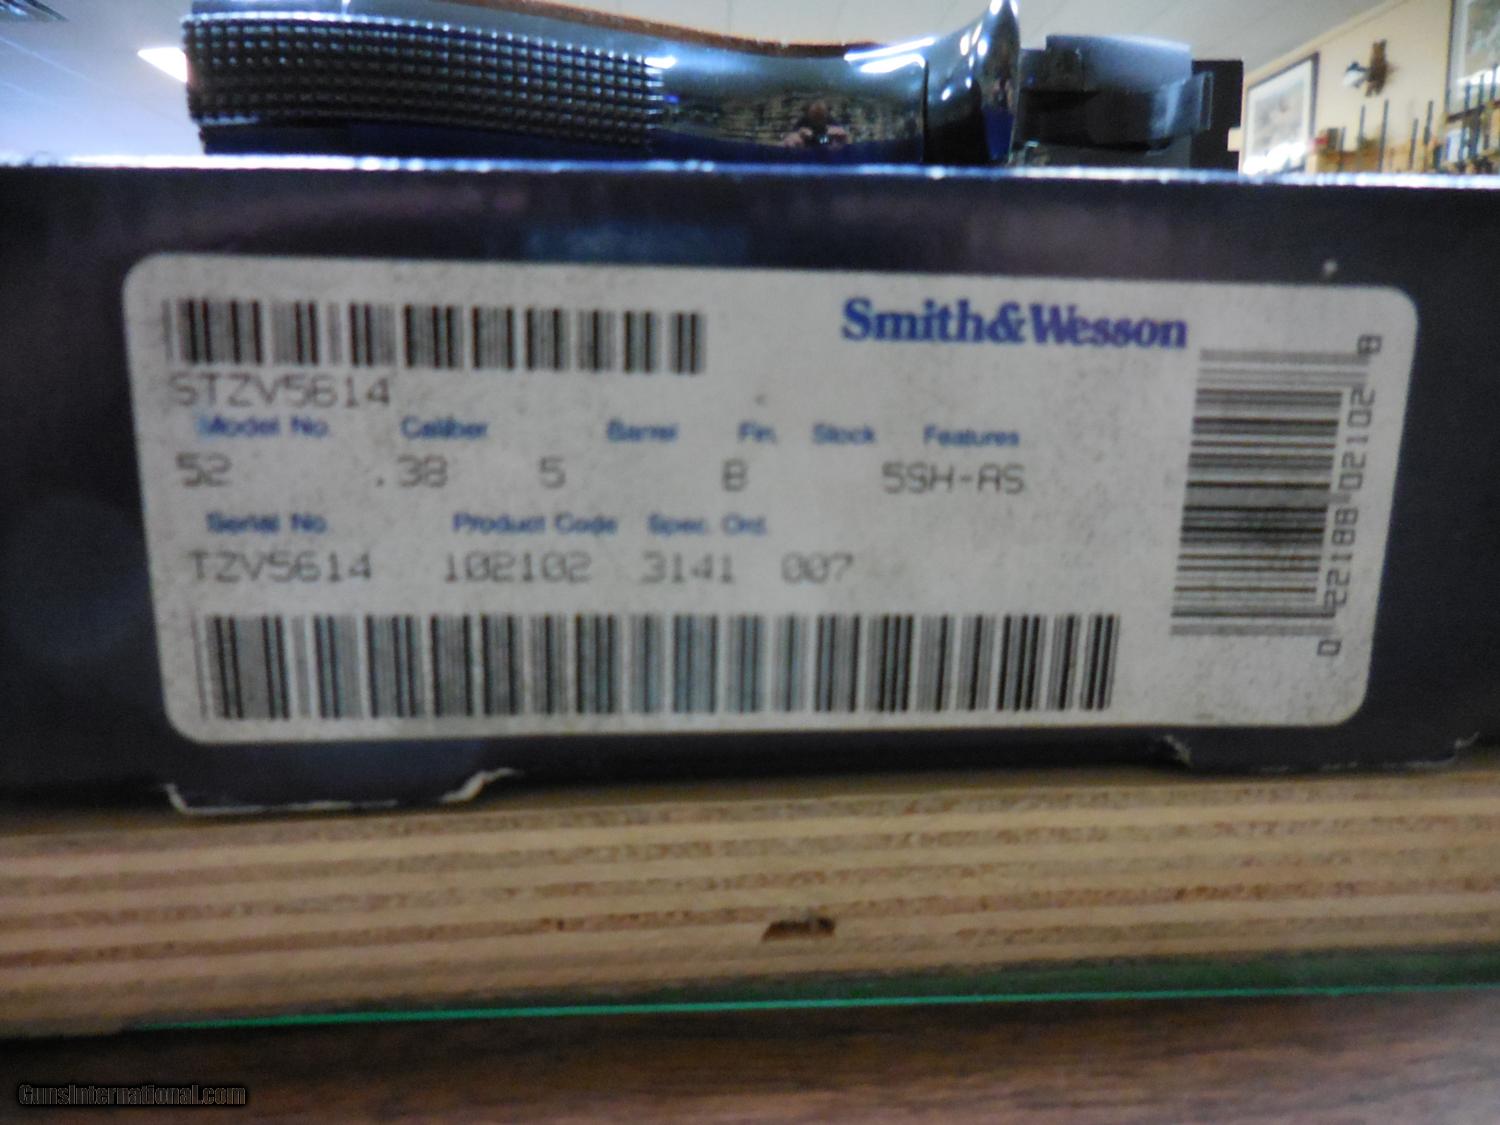 Smith&Wesson
STZV5614
Model No. Caliber Barrel Fin. Stock Features
52 .38 5 B 5SH-AS
Serial No. Product Code Spec. Ord.
TZV5614 102102 3141 007
0 22188 02102 8
GunsInternational.com